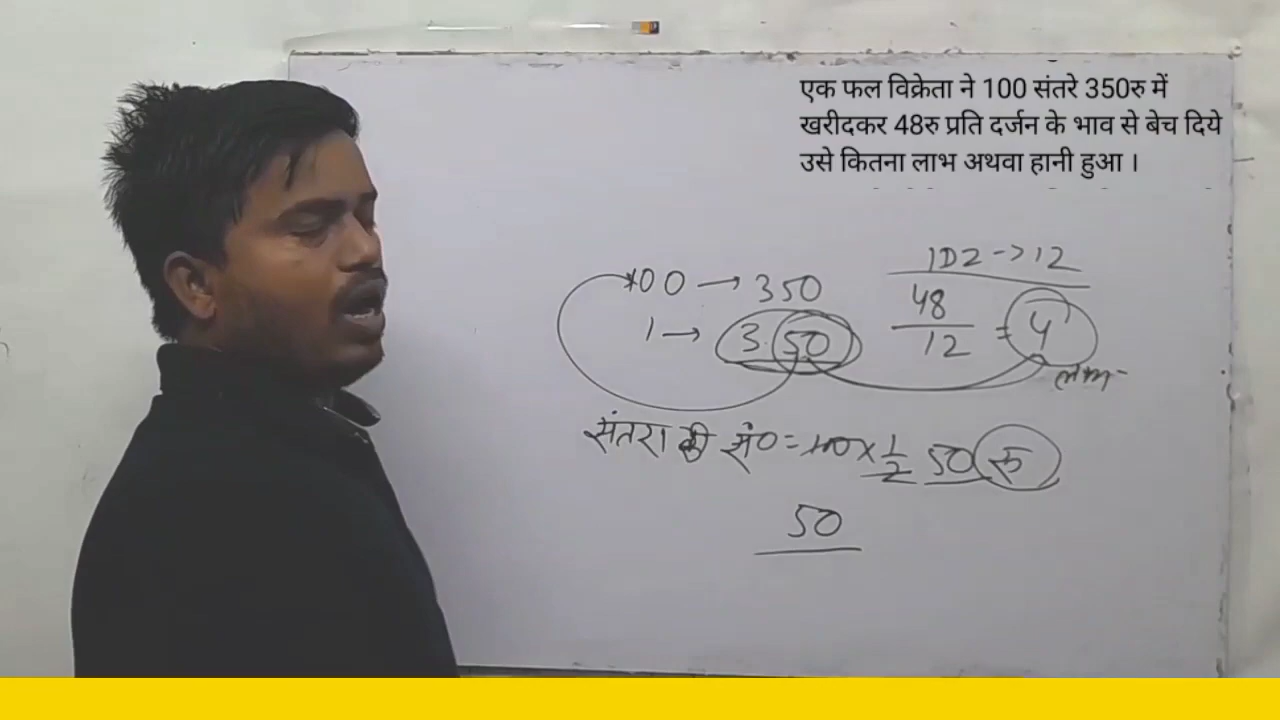 एक फल विक्रेता ने 100 संतरे 350रु में
खरीदकर 48रु प्रति दर्जन के भाव से बेच दिये
उसे कितना लाभ अथवा हानी हुआ ।
100 → 350
1 → 3.50
1DZ → 12
48
12 = 4
लाभ
संतरा की सं० = 100 × 1/2 50 रु
50